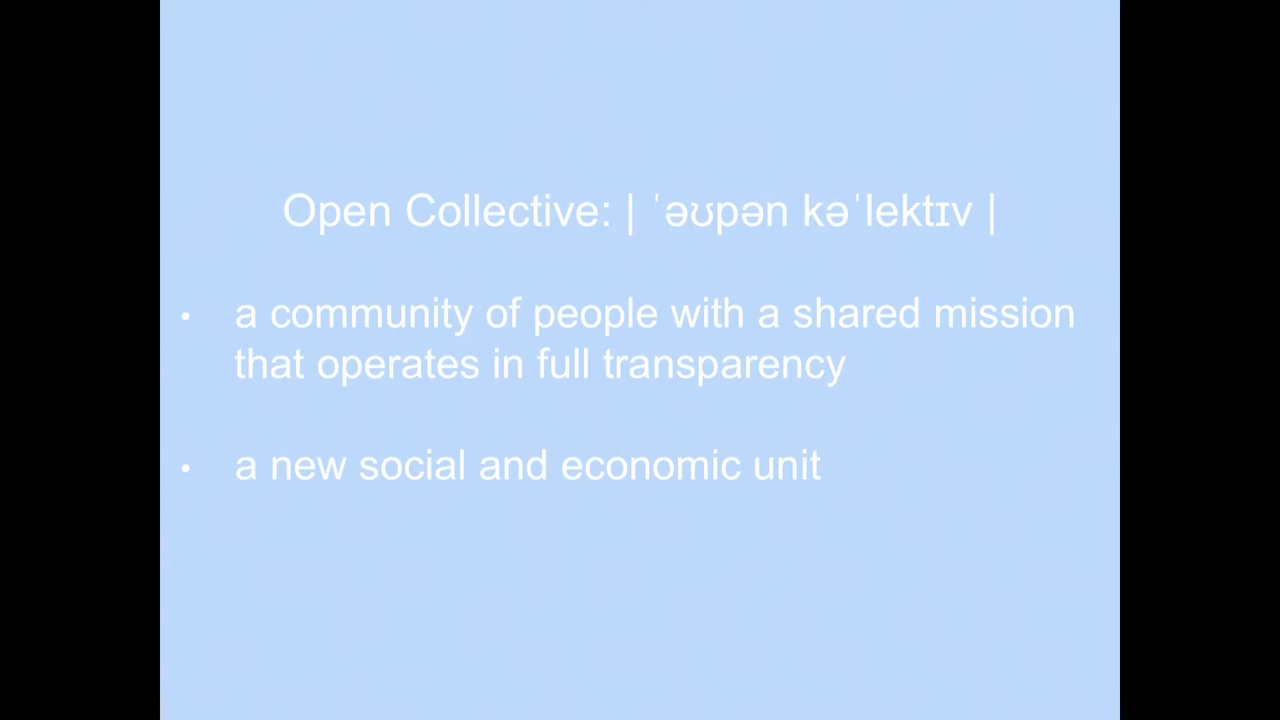 Open Collective: | ˈəʊpən kəˈlektɪv |
• a community of people with a shared mission
that operates in full transparency
• a new social and economic unit